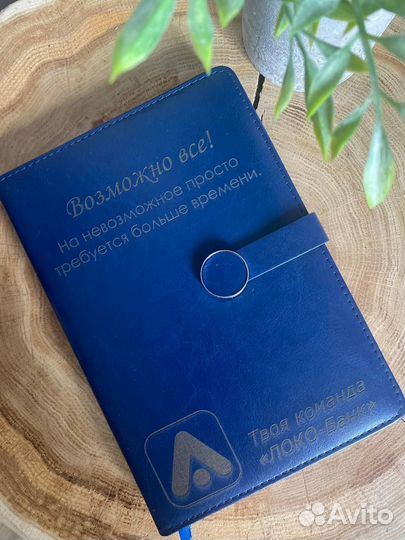 Возможно все!
На невозможное просто
требуется больше времени.
Твоя команда
«ЛОКО-Банк»
Avito